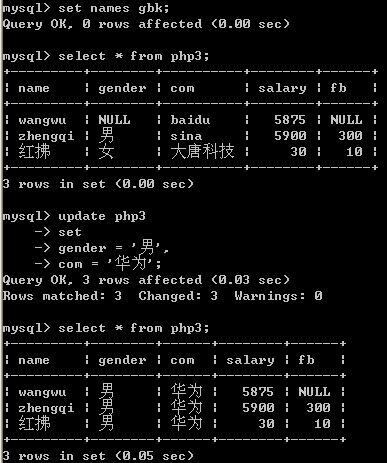 mysql> set names gbk;
Query OK, 0 rows affected (0.00 sec)
mysql> select * from php3;
+----------+--------+----------+--------+------+
| name     | gender | com      | salary | fb   |
+----------+--------+----------+--------+------+
| wangwu   | NULL   | baidu    |   5875 | NULL |
| zhengqi  | 男     | sina     |   5900 |  300 |
| 红拂     | 女     | 大唐科技 |     30 |   10 |
+----------+--------+----------+--------+------+
3 rows in set (0.00 sec)
mysql> update php3
    -> set
    -> gender = '男',
    -> com = '华为';
Query OK, 3 rows affected (0.03 sec)
Rows matched: 3  Changed: 3  Warnings: 0
mysql> select * from php3;
+----------+--------+------+--------+------+
| name     | gender | com  | salary | fb   |
+----------+--------+------+--------+------+
| wangwu   | 男     | 华为 |   5875 | NULL |
| zhengqi  | 男     | 华为 |   5900 |  300 |
| 红拂     | 男     | 华为 |     30 |   10 |
+----------+--------+------+--------+------+
3 rows in set (0.05 sec)